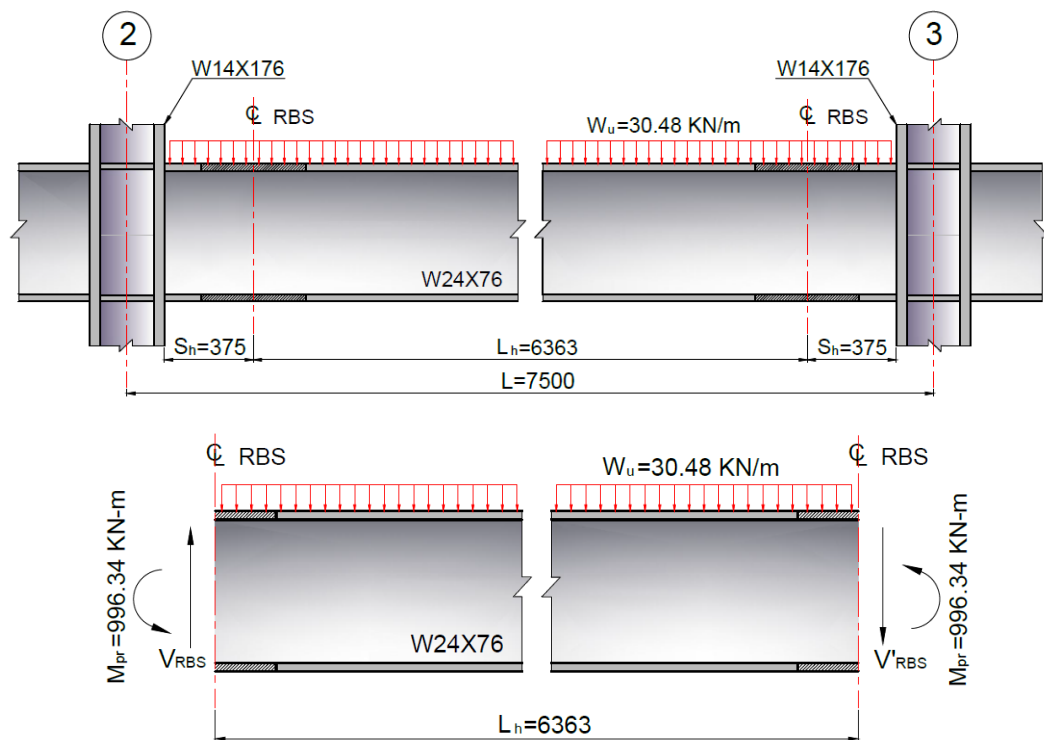 2
3
W14X176
W14X176
℄ RBS
℄ RBS
Wu=30.48 KN/m
W24X76
Sh=375
Lh=6363
Sh=375
L=7500
℄ RBS
℄ RBS
Wu=30.48 KN/m
Mpr=996.34 KN-m
VRBS
W24X76
V'RBS
Mpr=996.34 KN-m
Lh=6363